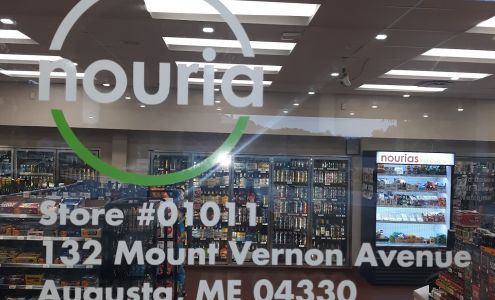 nouria
nourias
Store #01011
132 Mount Vernon Avenue
Augusta, ME 04330